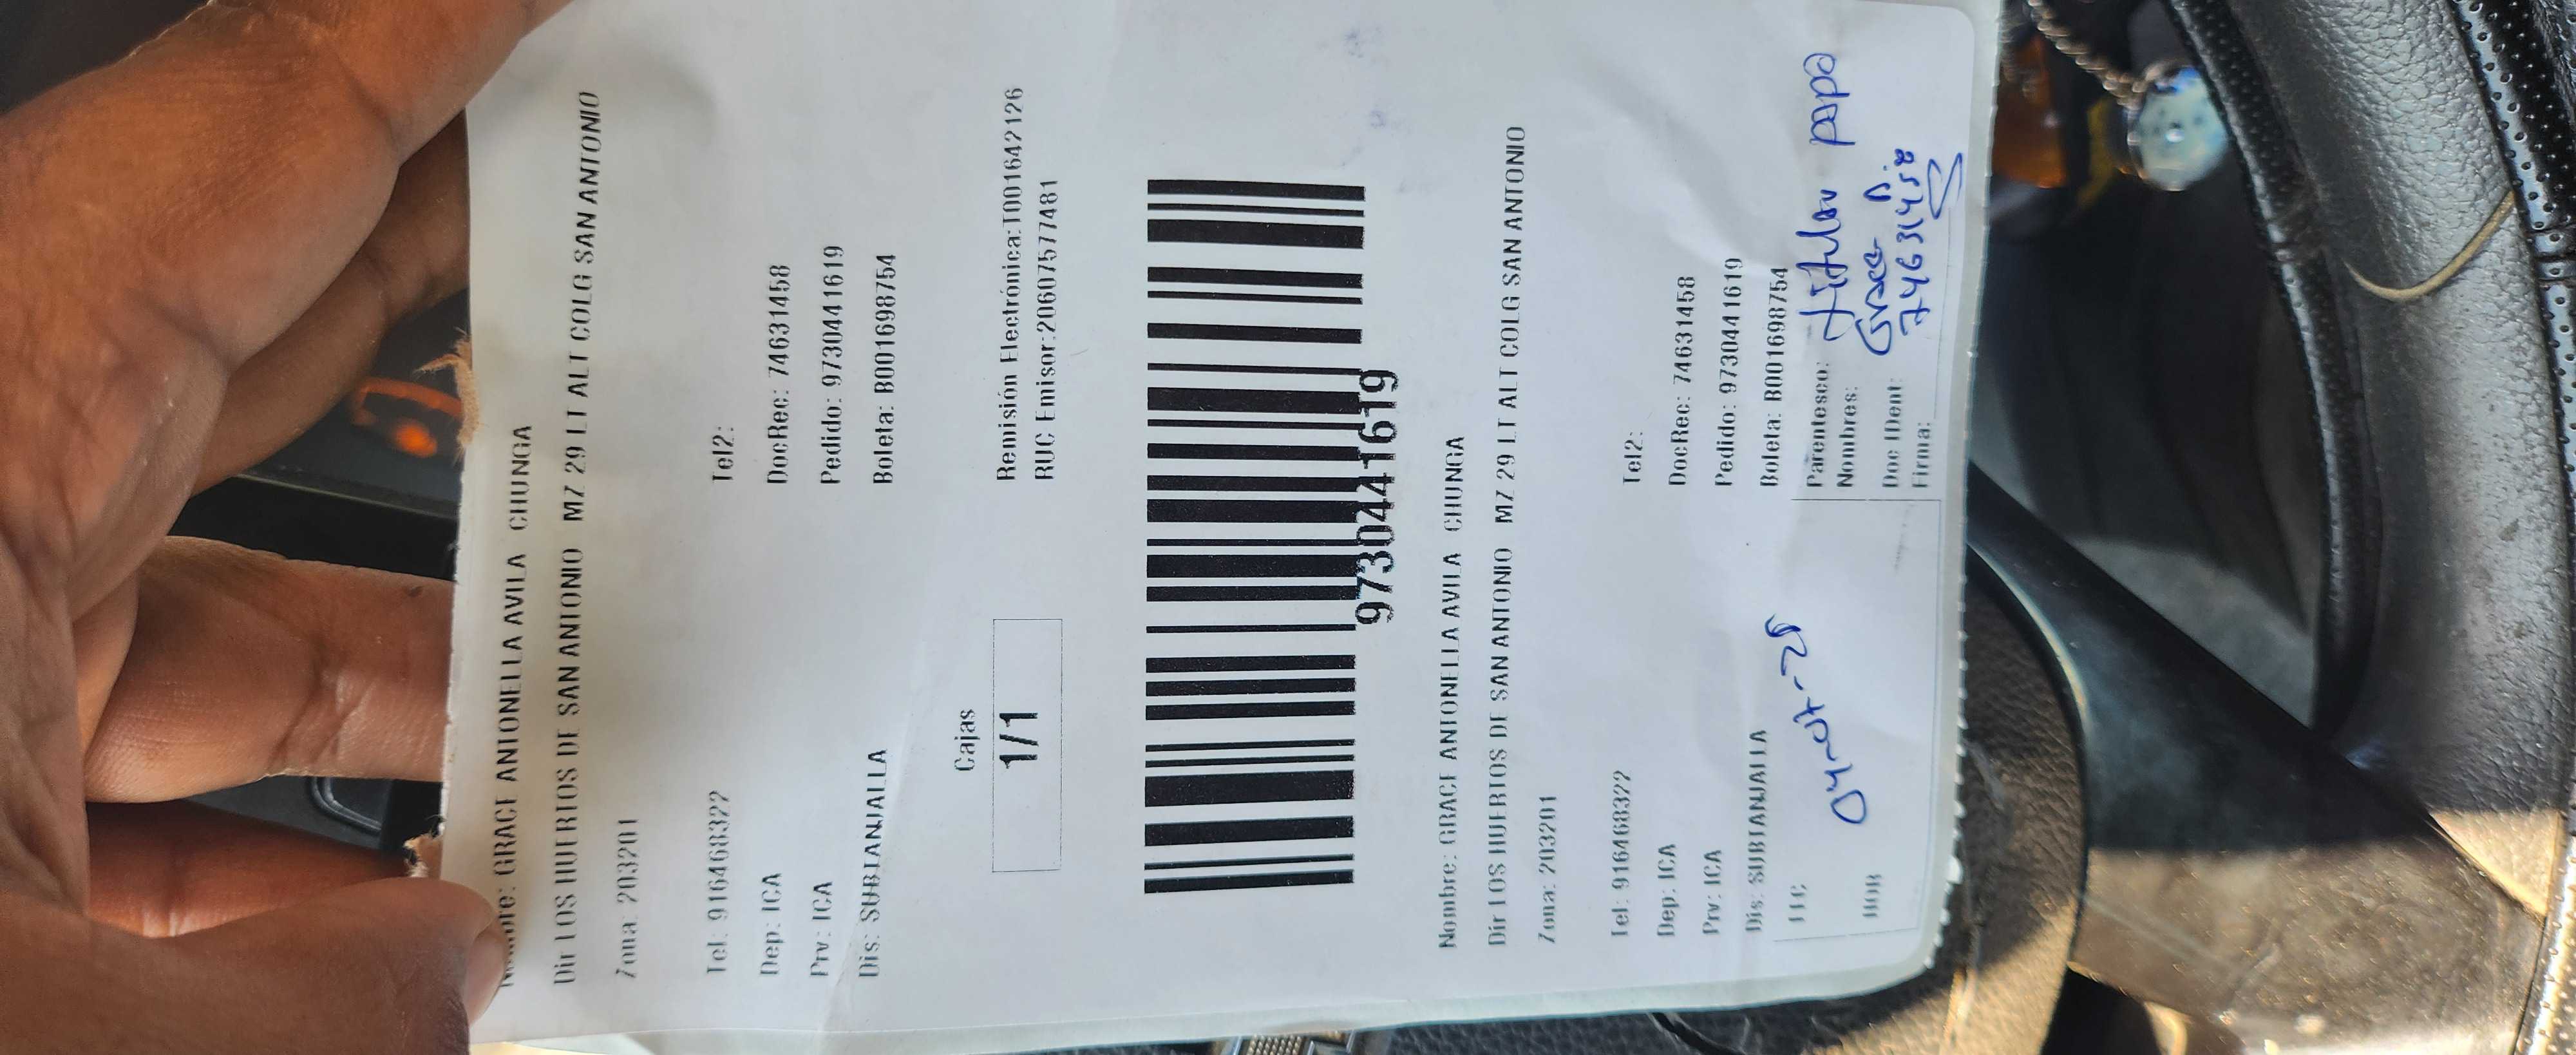 Nombre: GRACE ANTONELLA AVILA CHUNGA
Dir LOS HUERTOS DE SAN ANTONIO MZ 29 LT ALT COLG SAN ANTONIO
Zona: 203201
Tel: 916468322 Tel2:
Dep: ICA DocRec: 74631458
Prv: ICA Pedido: 9730441619
Dis: SUBTANJALLA Boleta: B001698754
Cajas
1/1
Remisión Electrónica:T001642126
RUC Emisor:20607577481
9730441619
Nombre: GRACE ANTONELLA AVILA CHUNGA
Dir LOS HUERTOS DE SAN ANTONIO MZ 29 LT ALT COLG SAN ANTONIO
Zona: 203201
Tel: 916468322 Tel2:
Dep: ICA DocRec: 74631458
Prv: ICA Pedido: 9730441619
Dis: SUBTANJALLA Boleta: B001698754
Parentesco: titular papa
Nombres: Grace A.
Doc IDent: 74631458
Firma:
HOR